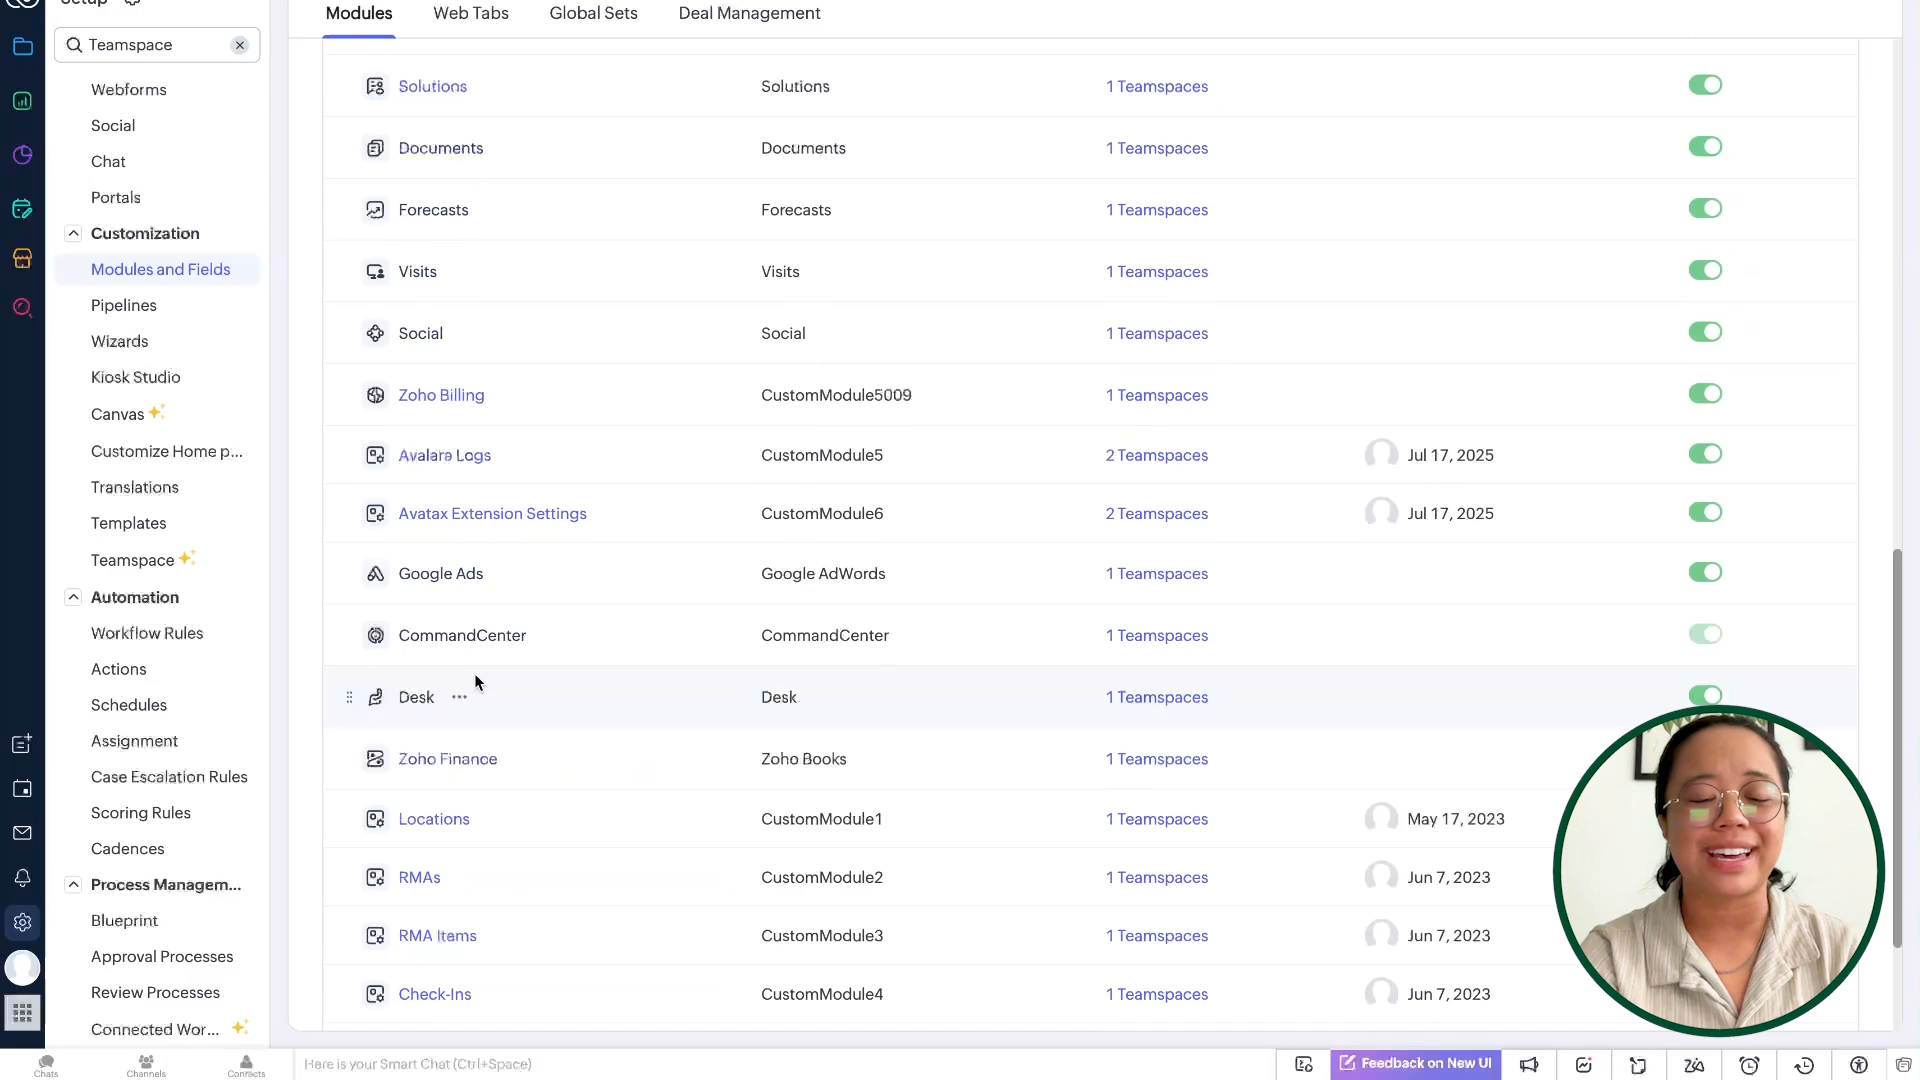 Setup
Modules Web Tabs Global Sets Deal Management
Teamspace
Webforms
Social
Chat
Portals
Customization
Modules and Fields
Pipelines
Wizards
Kiosk Studio
Canvas
Customize Home p...
Translations
Templates
Teamspace
Automation
Workflow Rules
Actions
Schedules
Assignment
Case Escalation Rules
Scoring Rules
Cadences
Process Managem...
Blueprint
Approval Processes
Review Processes
Connected Wor...
Solutions Solutions 1 Teamspaces
Documents Documents 1 Teamspaces
Forecasts Forecasts 1 Teamspaces
Visits Visits 1 Teamspaces
Social Social 1 Teamspaces
Zoho Billing CustomModule5009 1 Teamspaces
Avalara Logs CustomModule5 2 Teamspaces Jul 17, 2025
Avatax Extension Settings CustomModule6 2 Teamspaces Jul 17, 2025
Google Ads Google AdWords 1 Teamspaces
CommandCenter CommandCenter 1 Teamspaces
Desk ... Desk 1 Teamspaces
Zoho Finance Zoho Books 1 Teamspaces
Locations CustomModule1 1 Teamspaces May 17, 2023
RMAs CustomModule2 1 Teamspaces Jun 7, 2023
RMA Items CustomModule3 1 Teamspaces Jun 7, 2023
Check-Ins CustomModule4 1 Teamspaces Jun 7, 2023
Chats Channels Contacts Here is your Smart Chat (Ctrl+Space) Feedback on New UI